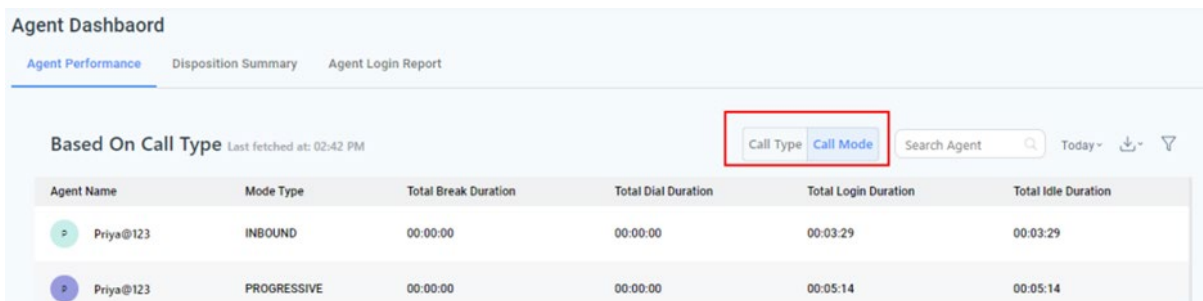 Agent Dashbaord
Agent Performance Disposition Summary Agent Login Report
Based On Call Type Last fetched at: 02:42 PM Call Type Call Mode Search Agent Today
Agent Name Mode Type Total Break Duration Total Dial Duration Total Login Duration Total Idle Duration
P Priya@123 INBOUND 00:00:00 00:00:00 00:03:29 00:03:29
P Priya@123 PROGRESSIVE 00:00:00 00:00:00 00:05:14 00:05:14